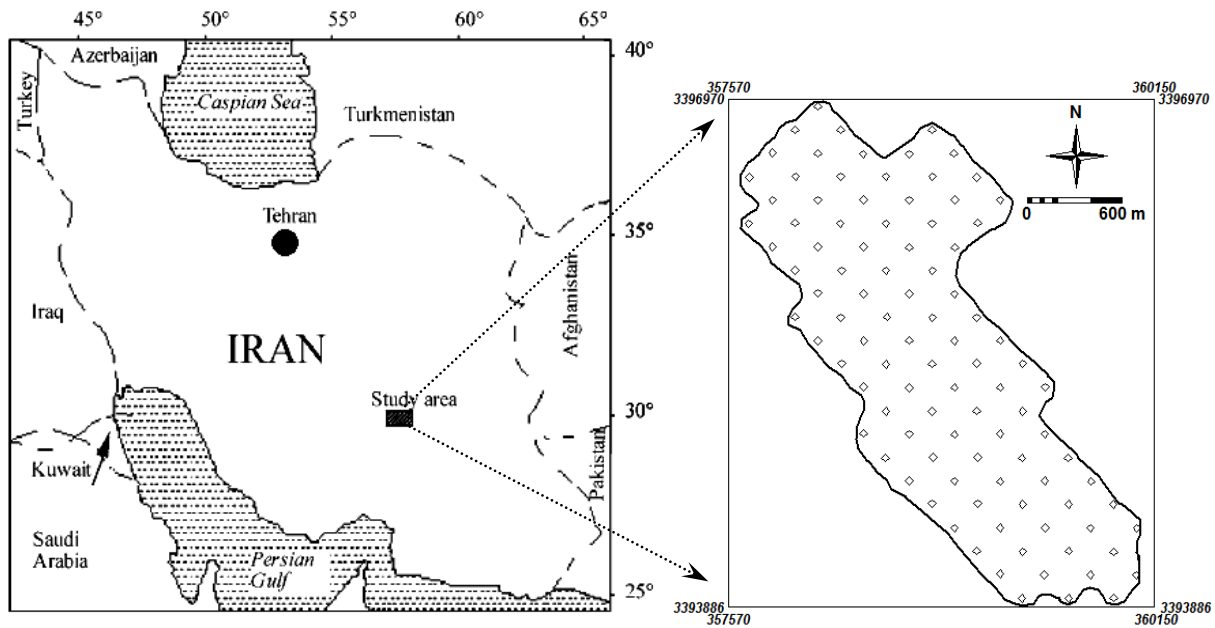 45° 50° 55° 60° 65°
40°
Azerbaijan
Turkey
Caspian Sea
Turkmenistan
Tehran
35°
Iraq
IRAN
Afghanistan
Study area
30°
Kuwait
Pakistan
Saudi
Arabia
Persian
Gulf
25°
357570 360150
3396970 3396970
N
0 600 m
3393886 3393886
357570 360150